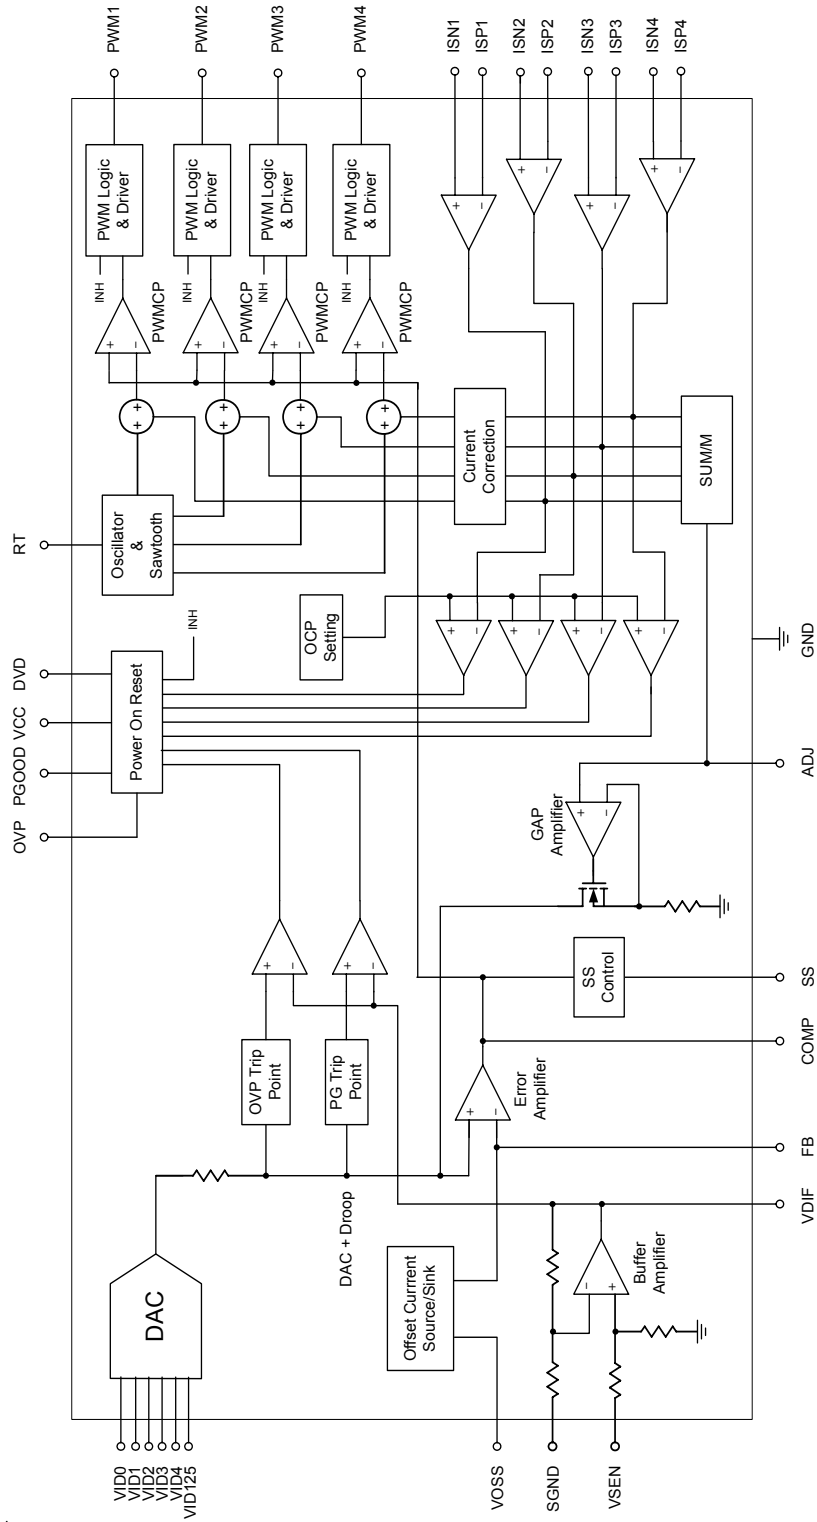 PWM1
PWM2
PWM3
PWM4
ISN1
ISP1
ISN2
ISP2
ISN3
ISP3
ISN4
ISP4
PWM Logic
& Driver
PWM Logic
& Driver
PWM Logic
& Driver
PWM Logic
& Driver
INH
INH
INH
INH
+
−
PWMCP
+
−
PWMCP
+
−
PWMCP
+
−
PWMCP
+
−
+
−
+
−
+
−
+ +
+ +
+ +
+ +
Current
Correction
SUM/M
RT
Oscillator
&
Sawtooth
OCP
Setting
INH
+
−
+
−
+
−
+
−
GND
DVD
VCC
PGOOD
OVP
Power On Reset
ADJ
GAP
Amplifier
+
−
+
−
+
−
SS
Control
SS
COMP
OVP Trip
Point
PG Trip
Point
Error
Amplifier
+
−
FB
VDIF
DAC + Droop
DAC
Offset Currrent
Source/Sink
Buffer
Amplifier
−
+
VID0
VID1
VID2
VID3
VID4
VID125
VOSS
SGND
VSEN